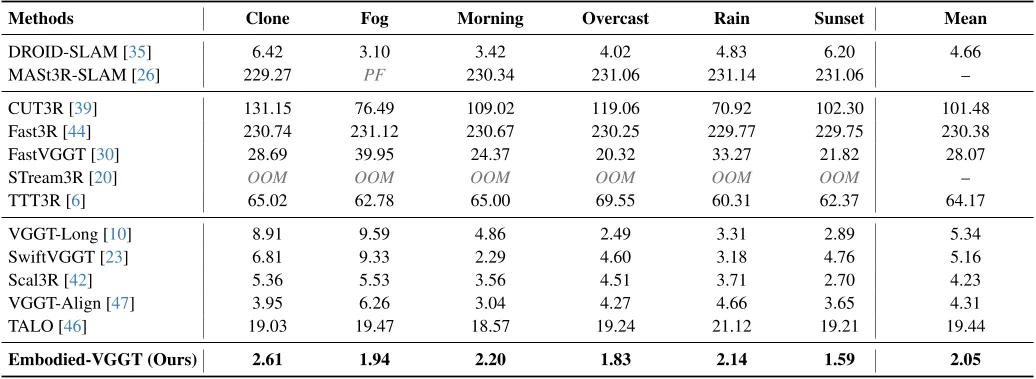 Methods Clone Fog Morning Overcast Rain Sunset Mean
DROID-SLAM [35] 6.42 3.10 3.42 4.02 4.83 6.20 4.66
MASt3R-SLAM [26] 229.27 PF 230.34 231.06 231.14 231.06 –
CUT3R [39] 131.15 76.49 109.02 119.06 70.92 102.30 101.48
Fast3R [44] 230.74 231.12 230.67 230.25 229.77 229.75 230.38
FastVGGT [30] 28.69 39.95 24.37 20.32 33.27 21.82 28.07
STream3R [20] OOM OOM OOM OOM OOM OOM –
TTT3R [6] 65.02 62.78 65.00 69.55 60.31 62.37 64.17
VGGT-Long [10] 8.91 9.59 4.86 2.49 3.31 2.89 5.34
SwiftVGGT [23] 6.81 9.33 2.29 4.60 3.18 4.76 5.16
Scal3R [42] 5.36 5.53 3.56 4.51 3.71 2.70 4.23
VGGT-Align [47] 3.95 6.26 3.04 4.27 4.66 3.65 4.31
TALO [46] 19.03 19.47 18.57 19.24 21.12 19.21 19.44
Embodied-VGGT (Ours) 2.61 1.94 2.20 1.83 2.14 1.59 2.05